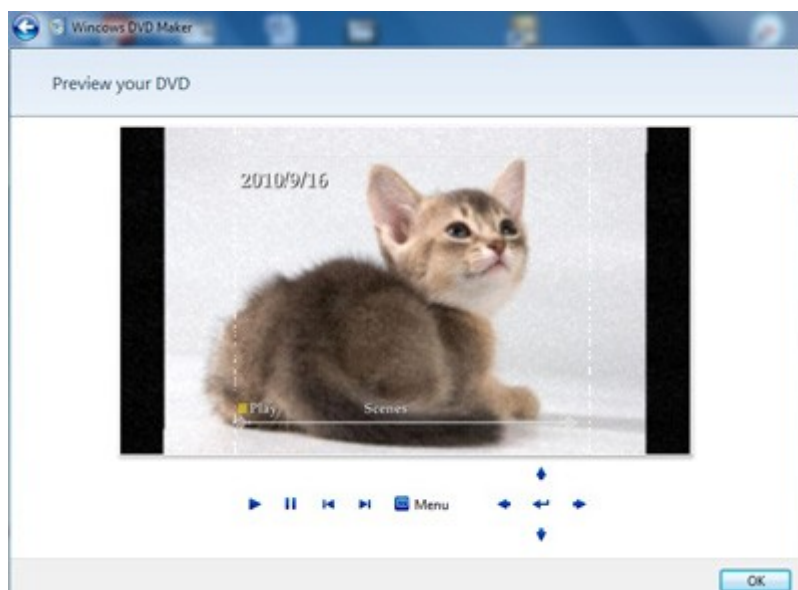 Wincows DVD Maker
Preview your DVD
2010/9/16
Play
Scenes
Menu
OK